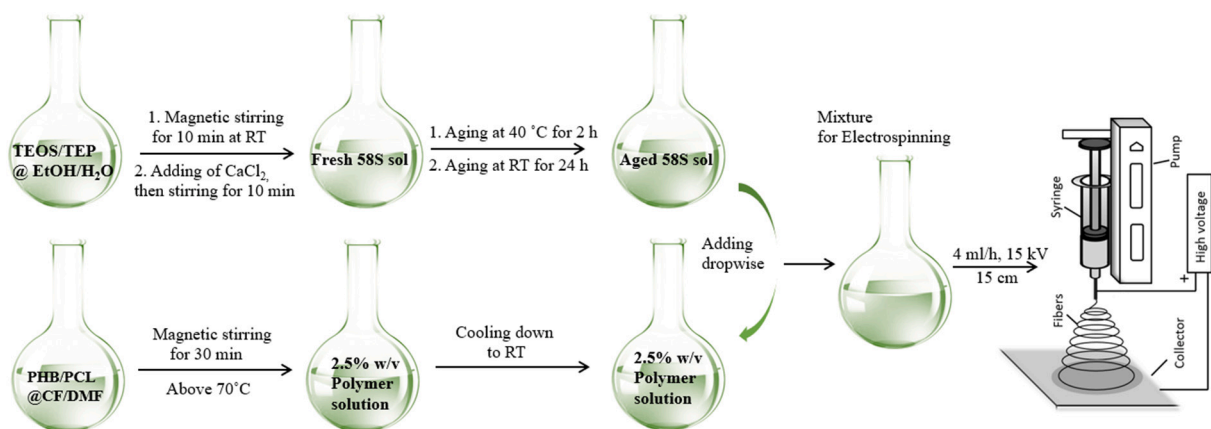 TEOS/TEP
@ EtOH/H₂O
1. Magnetic stirring
for 10 min at RT
2. Adding of CaCl₂,
then stirring for 10 min
Fresh 58S sol
1. Aging at 40 °C for 2 h
2. Aging at RT for 24 h
Aged 58S sol
PHB/PCL
@CF/DMF
Magnetic stirring
for 30 min
Above 70°C
2.5% w/v
Polymer
solution
Cooling down
to RT
2.5% w/v
Polymer
solution
Adding
dropwise
Mixture
for Electrospinning
4 ml/h, 15 kV
15 cm
Syringe
Pump
High voltage
+
Fibers
Collector